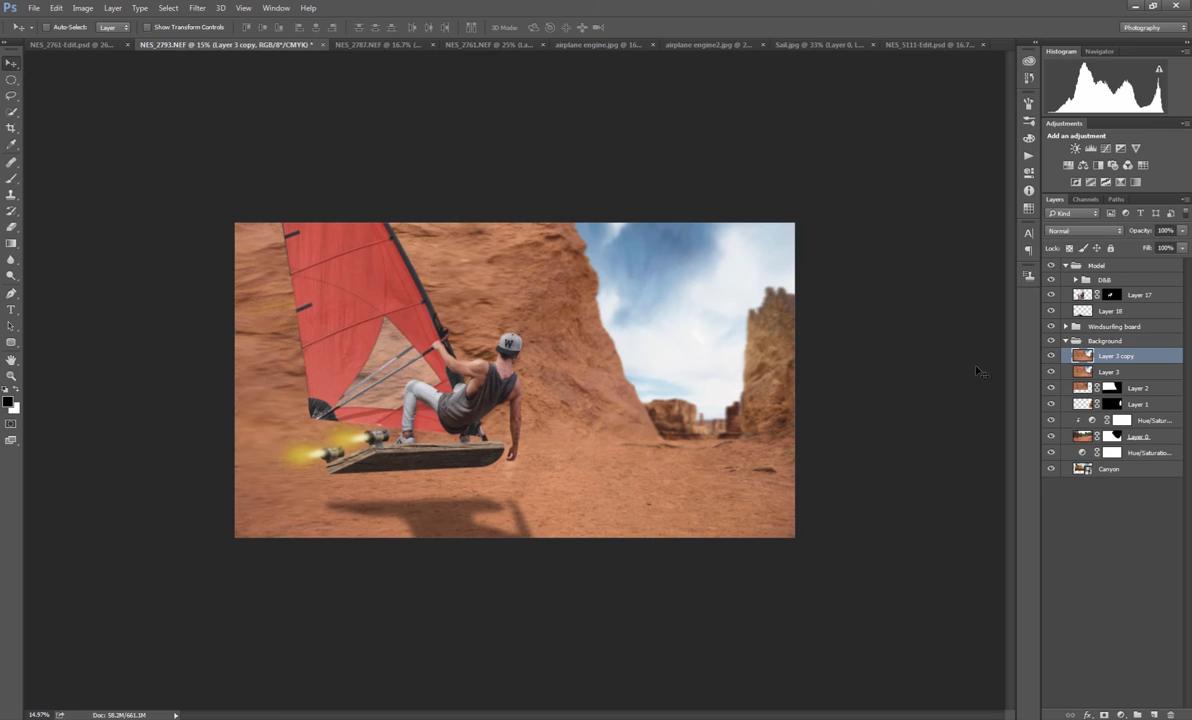 Ps File Edit Image Layer Type Select Filter 3D View Window Help
Auto-Select: Layer Show Transform Controls 3D Mode: Photography
NES_2761-Edit.psd @ 26... NES_2793.NEF @ 15% (Layer 3 copy, RGB/8*/CMYK) * NES_2787.NEF @ 16.7% (... NES_2761.NEF @ 25% (La... airplane engine.jpg @ 16... airplane engine2.jpg @ 2... Sail.jpg @ 33% (Layer 0, L... NES_5111-Edit.psd @ 16.7...
Histogram Navigator
Adjustments
Add an adjustment
Layers Channels Paths
Kind
Normal Opacity: 100%
Lock: Fill: 100%
Model
D&B
Layer 17
Layer 18
Windsurfing board
Background
Layer 3 copy
Layer 3
Layer 2
Layer 1
Hue/Satur...
Layer 0
Hue/Saturatio...
Canyon
W
14.97% Doc: 58.2M/661.1M